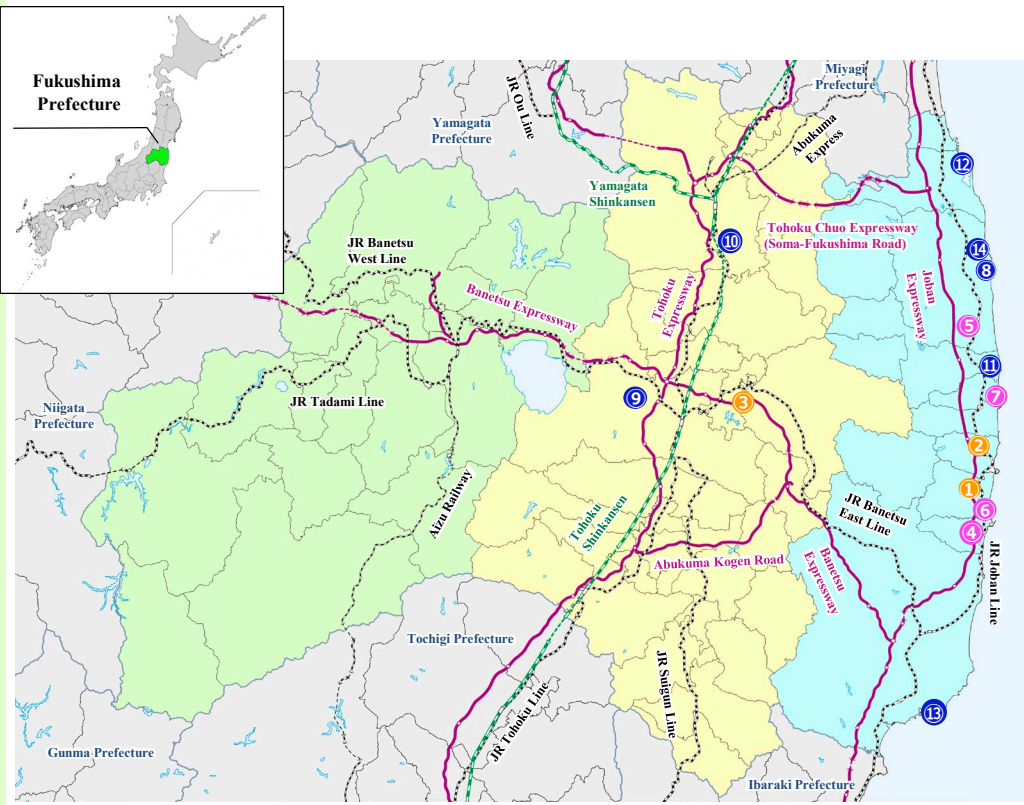 Fukushima
Prefecture
JR Ou Line
Miyagi
Prefecture
Yamagata
Prefecture
Abukuma
Express
⑫
Yamagata
Shinkansen
Tohoku Chuo Expressway
(Soma-Fukushima Road)
⑩
⑭
⑧
JR Banetsu
West Line
Banetsu Expressway
Tohoku
Expressway
Joban
Expressway
⑤
⑪
⑦
JR Tadami Line
⑨
③
Niigata
Prefecture
②
①
⑥
④
Aizu Railway
Tohoku
Shinkansen
JR Banetsu
East Line
Abukuma Kogen Road
Banetsu
Expressway
JR Joban Line
Tochigi Prefecture
JR Suigun Line
JR Tohoku Line
⑬
Gunma Prefecture
Ibaraki Prefecture